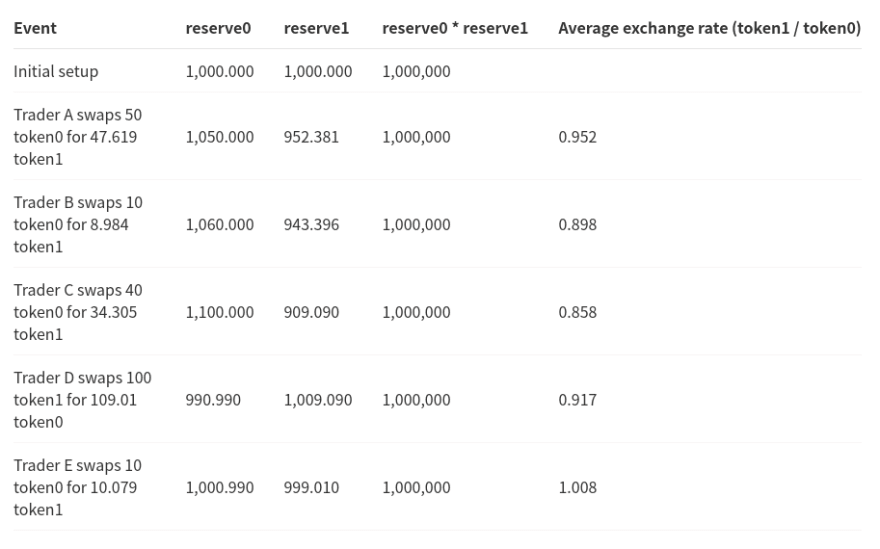 Event reserve0 reserve1 reserve0 * reserve1 Average exchange rate (token1 / token0)
Initial setup 1,000.000 1,000.000 1,000,000
Trader A swaps 50
token0 for 47.619 1,050.000 952.381 1,000,000 0.952
token1
Trader B swaps 10
token0 for 8.984 1,060.000 943.396 1,000,000 0.898
token1
Trader C swaps 40
token0 for 34.305 1,100.000 909.090 1,000,000 0.858
token1
Trader D swaps 100
token1 for 109.01 990.990 1,009.090 1,000,000 0.917
token0
Trader E swaps 10
token0 for 10.079 1,000.990 999.010 1,000,000 1.008
token1